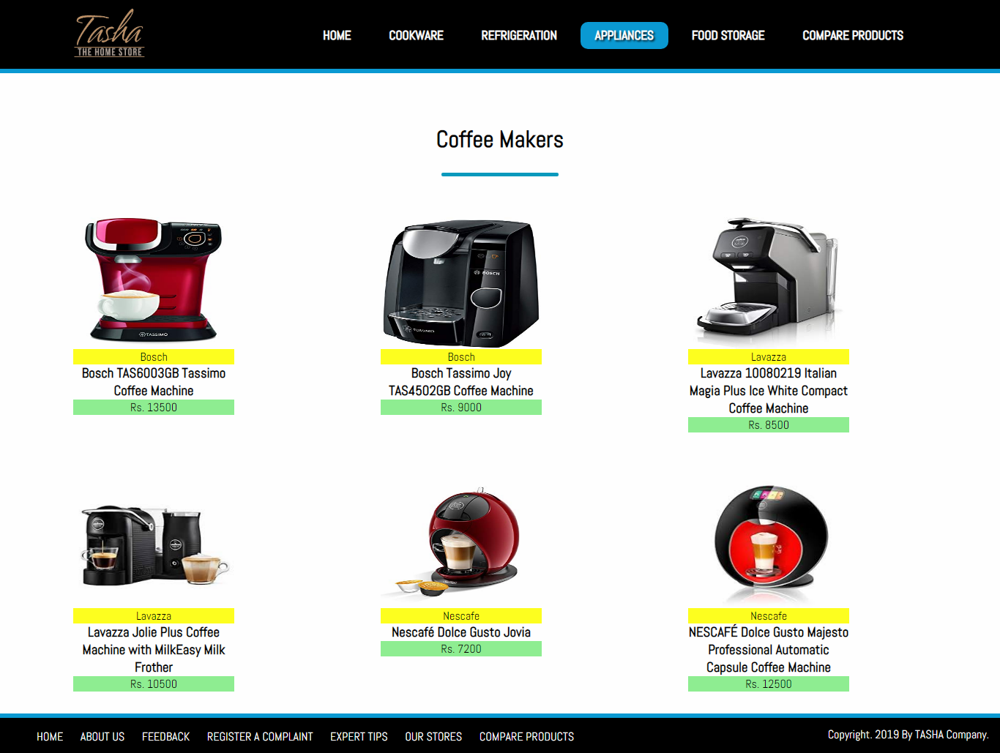 Tasha
THE HOME STORE
HOME COOKWARE REFRIGERATION APPLIANCES FOOD STORAGE COMPARE PRODUCTS
Coffee Makers
TASSIMO
BOSCH
TASSIMO
Bosch
Bosch TAS6003GB Tassimo
Coffee Machine
Rs. 13500
Bosch
Bosch Tassimo Joy
TAS4502GB Coffee Machine
Rs. 9000
Lavazza
Lavazza 10080219 Italian
Magia Plus Ice White Compact
Coffee Machine
Rs. 8500
Lavazza
Lavazza Jolie Plus Coffee
Machine with MilkEasy Milk
Frother
Rs. 10500
Nescafe
Nescafé Dolce Gusto Jovia
Rs. 7200
Nescafe
NESCAFÉ Dolce Gusto Majesto
Professional Automatic
Capsule Coffee Machine
Rs. 12500
HOME ABOUT US FEEDBACK REGISTER A COMPLAINT EXPERT TIPS OUR STORES COMPARE PRODUCTS
Copyright. 2019 By TASHA Company.